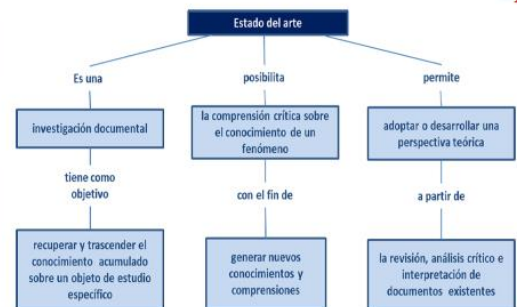 Estado del arte
Es una
posibilita
permite
investigación documental
la comprensión crítica sobre
el conocimiento de un
fenómeno
adoptar o desarrollar una
perspectiva teórica
tiene como
objetivo
con el fin de
a partir de
recuperar y trascender el
conocimiento acumulado
sobre un objeto de estudio
específico
generar nuevos
conocimientos y
comprensiones
la revisión, análisis crítico e
interpretación de
documentos existentes